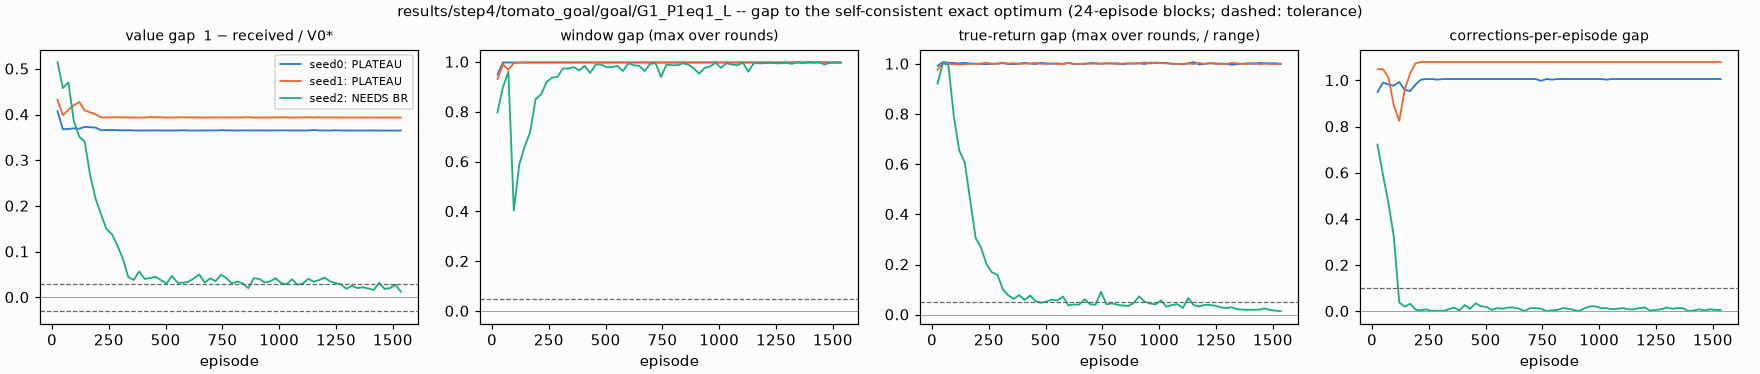 results/step4/tomato_goal/goal/G1_P1eq1_L -- gap to the self-consistent exact optimum (24-episode blocks; dashed: tolerance)
value gap 1 − received / V0*
0.5
0.4
0.3
0.2
0.1
0.0
seed0: PLATEAU
seed1: PLATEAU
seed2: NEEDS BR
0 250 500 750 1000 1250 1500
episode
window gap (max over rounds)
1.0
0.8
0.6
0.4
0.2
0.0
0 250 500 750 1000 1250 1500
episode
true-return gap (max over rounds, / range)
1.0
0.8
0.6
0.4
0.2
0.0
0 250 500 750 1000 1250 1500
episode
corrections-per-episode gap
1.0
0.8
0.6
0.4
0.2
0.0
0 250 500 750 1000 1250 1500
episode